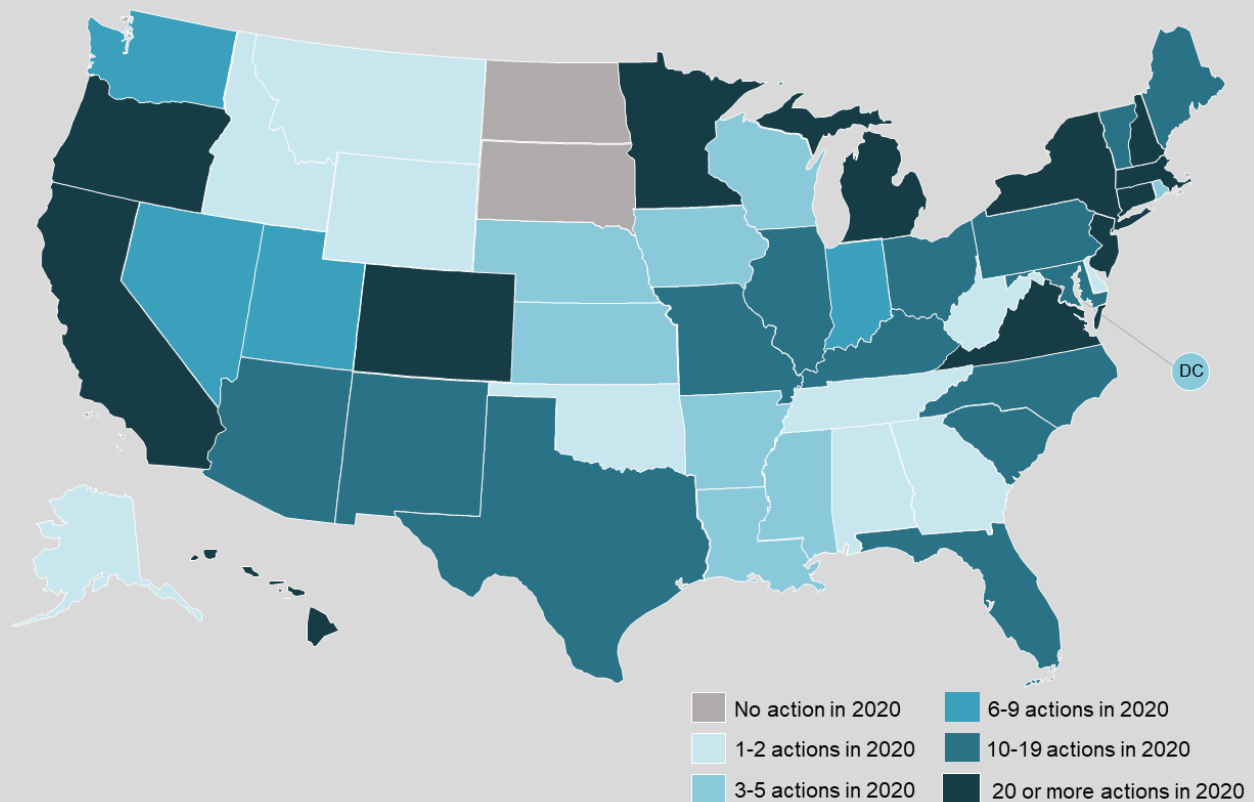 DC
No action in 2020
1-2 actions in 2020
3-5 actions in 2020
6-9 actions in 2020
10-19 actions in 2020
20 or more actions in 2020